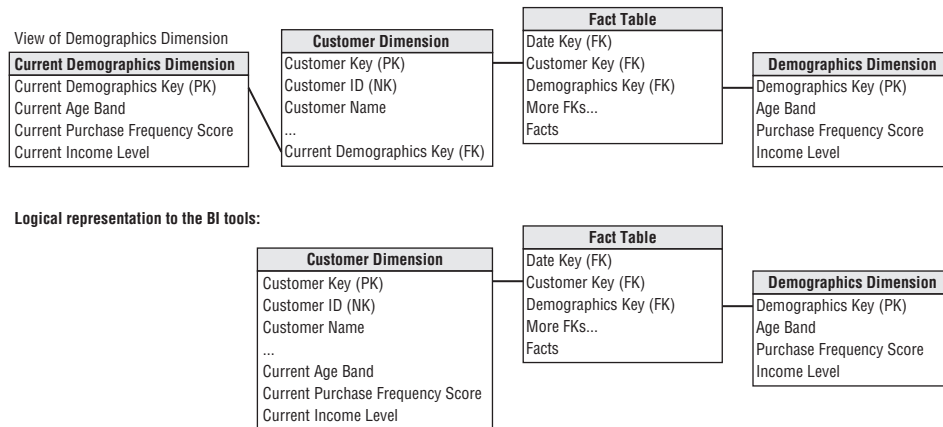 View of Demographics Dimension
Current Demographics Dimension
Current Demographics Key (PK)
Current Age Band
Current Purchase Frequency Score
Current Income Level
Customer Dimension
Customer Key (PK)
Customer ID (NK)
Customer Name
...
Current Demographics Key (FK)
Fact Table
Date Key (FK)
Customer Key (FK)
Demographics Key (FK)
More FKs...
Facts
Demographics Dimension
Demographics Key (PK)
Age Band
Purchase Frequency Score
Income Level
Logical representation to the BI tools:
Customer Dimension
Customer Key (PK)
Customer ID (NK)
Customer Name
...
Current Age Band
Current Purchase Frequency Score
Current Income Level
Fact Table
Date Key (FK)
Customer Key (FK)
Demographics Key (FK)
More FKs...
Facts
Demographics Dimension
Demographics Key (PK)
Age Band
Purchase Frequency Score
Income Level